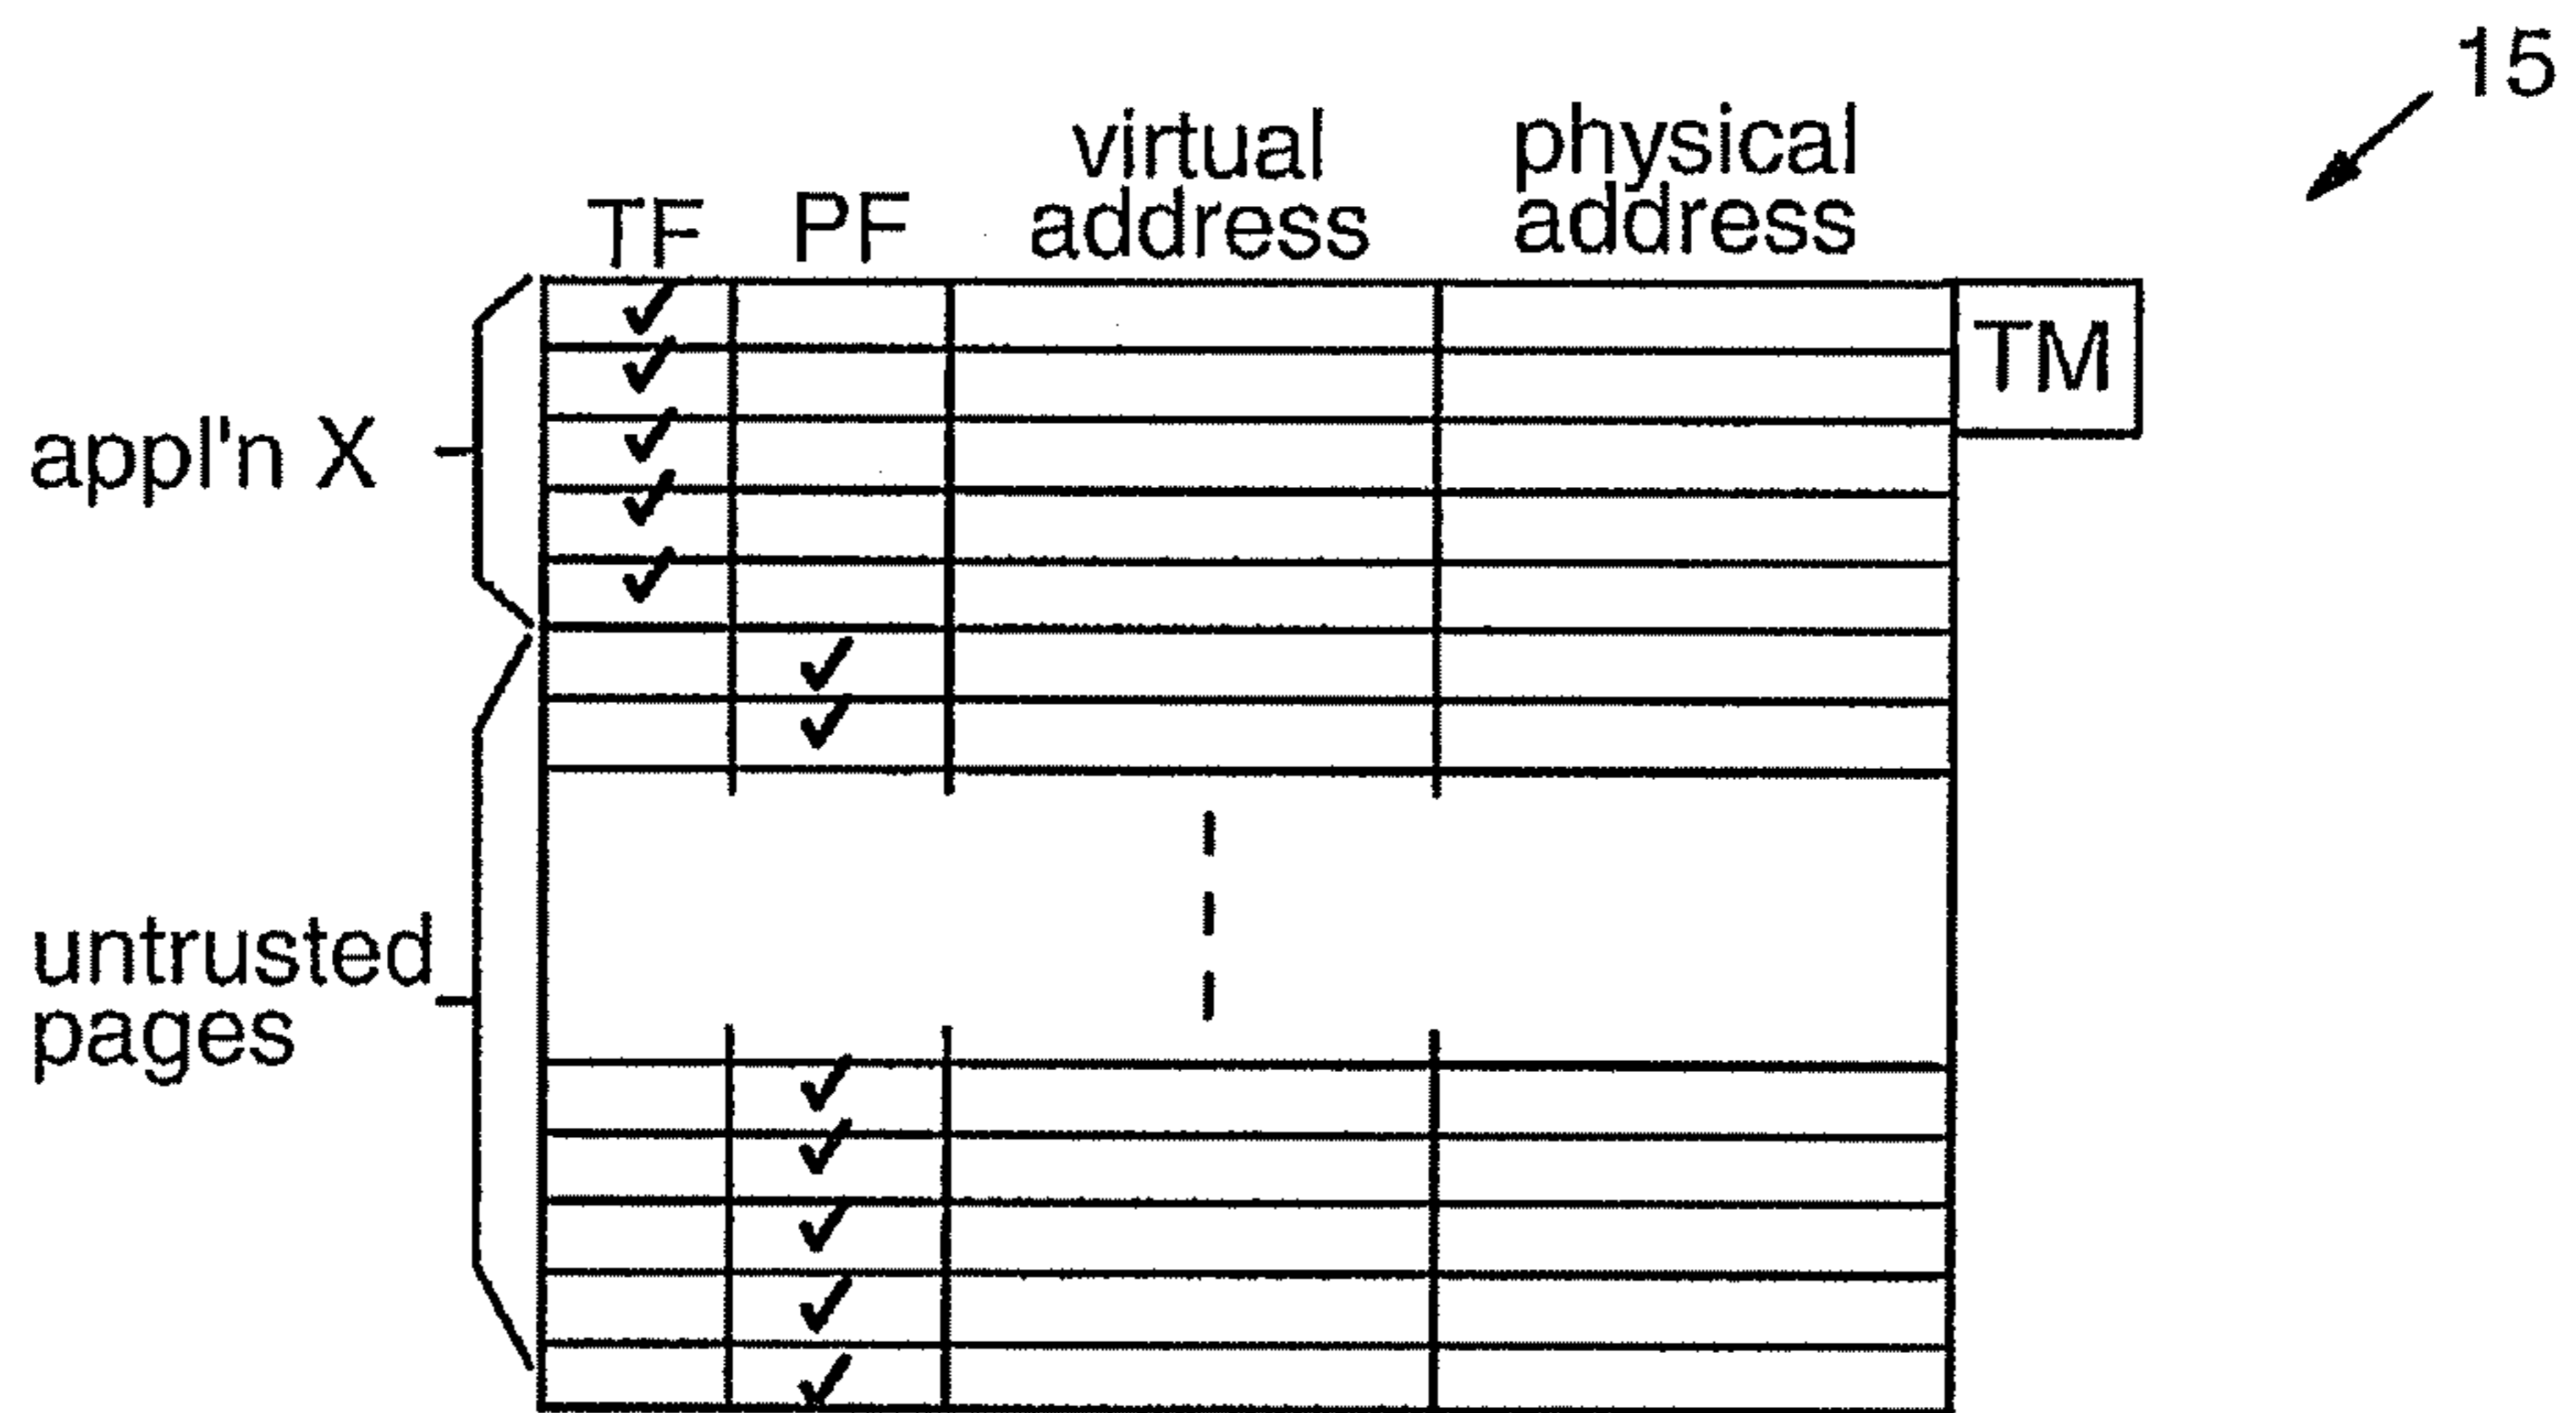 15
virtual
address
physical
address
TF
PF
TM
appl'n X
untrusted
pages